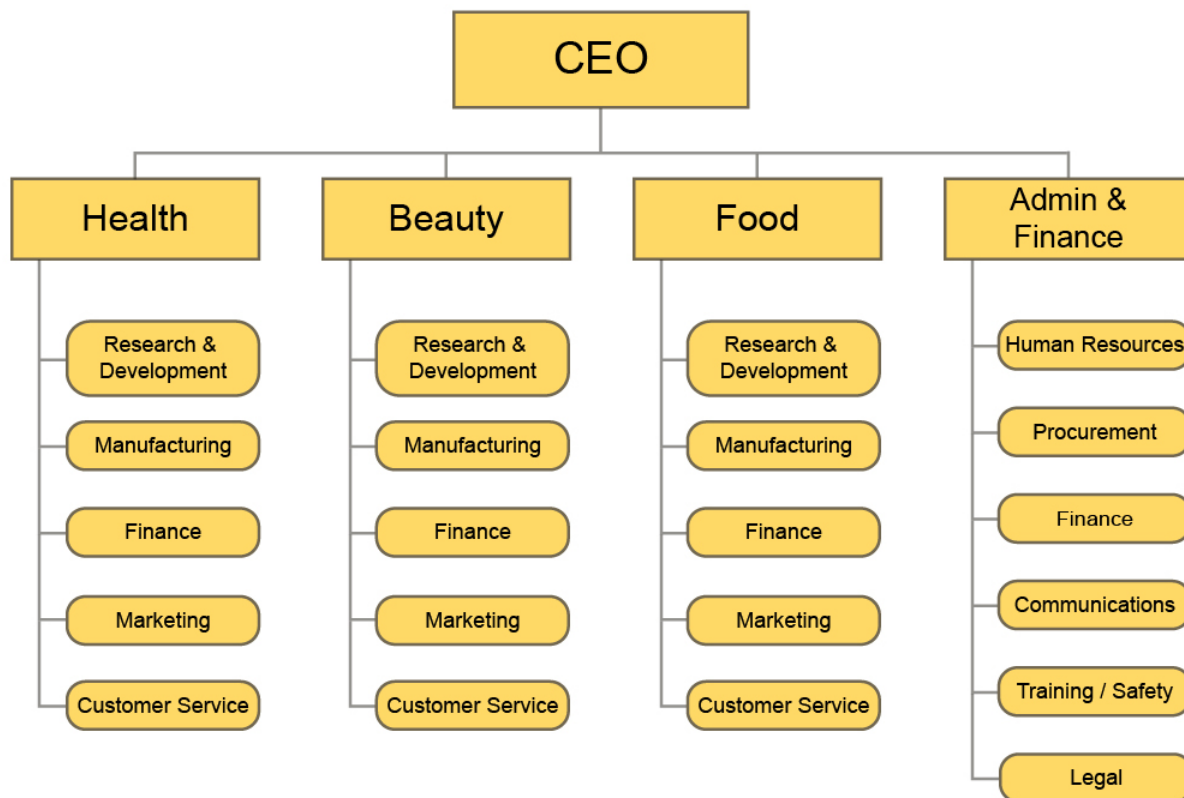 CEO
Health
Beauty
Food
Admin &
Finance
Research &
Development
Manufacturing
Finance
Marketing
Customer Service
Research &
Development
Manufacturing
Finance
Marketing
Customer Service
Research &
Development
Manufacturing
Finance
Marketing
Customer Service
Human Resources
Procurement
Finance
Communications
Training / Safety
Legal